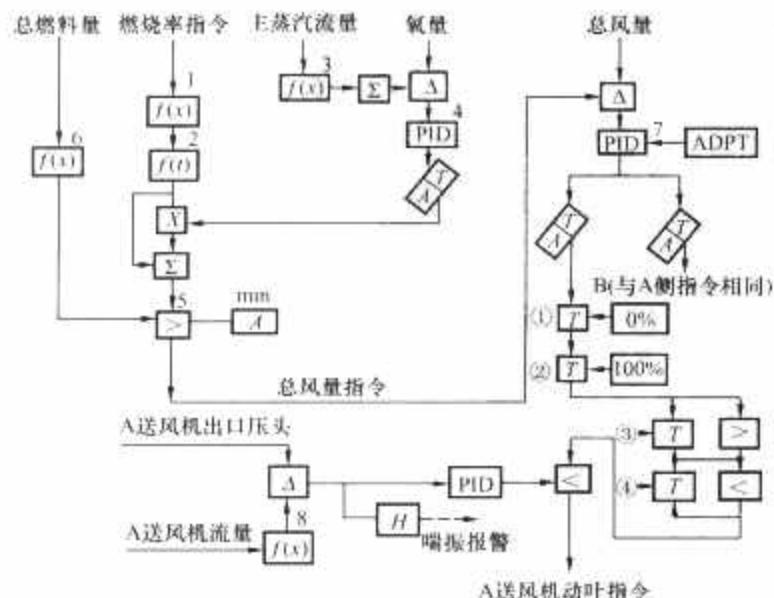 总燃料量 燃烧率指令 主蒸汽流量 氧量 总风量
1
f(x)
2
f(t)
3
f(x) Σ Δ
4
PID
T
A
6
f(x)
X
Σ
5
>
min
A
总风量指令
Δ
7
PID ADPT
T
A
T
A
B(与A侧指令相同)
① T 0%
② T 100%
③ T >
④ T <
A送风机出口压头
Δ PID <
8
A送风机流量 f(x)
H
喘振报警
A送风机动叶指令